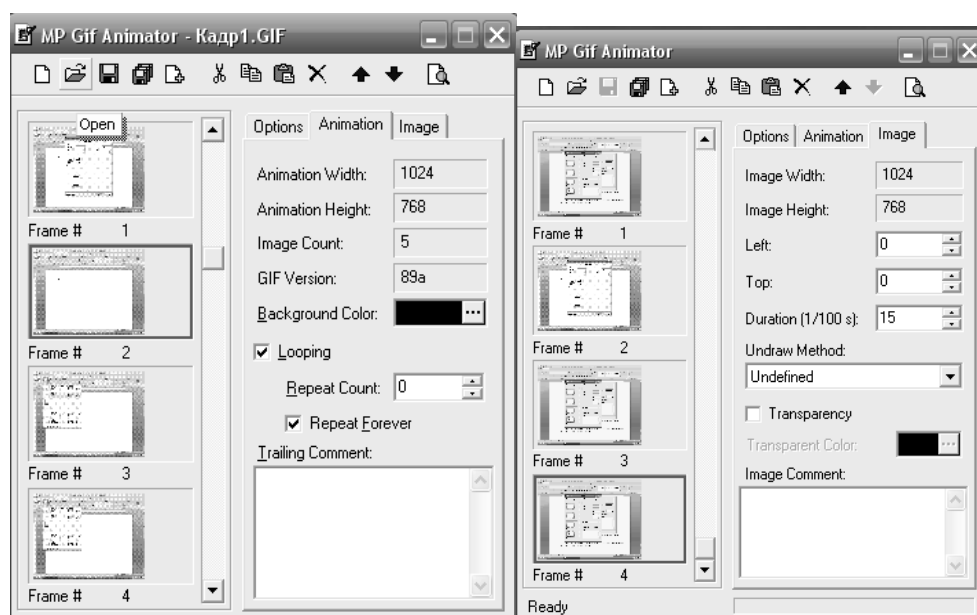 MP Gif Animator - Кадр1.GIF
Open
Frame # 1
Frame # 2
Frame # 3
Frame # 4
Options Animation Image
Animation Width: 1024
Animation Height: 768
Image Count: 5
GIF Version: 89a
Background Color: ...
Looping
Repeat Count: 0
Repeat Forever
Trailing Comment:
MP Gif Animator
Frame # 1
Frame # 2
Frame # 3
Frame # 4
Ready
Options Animation Image
Image Width: 1024
Image Height: 768
Left: 0
Top: 0
Duration (1/100 s): 15
Undraw Method:
Undefined
Transparency
Transparent Color: ...
Image Comment: